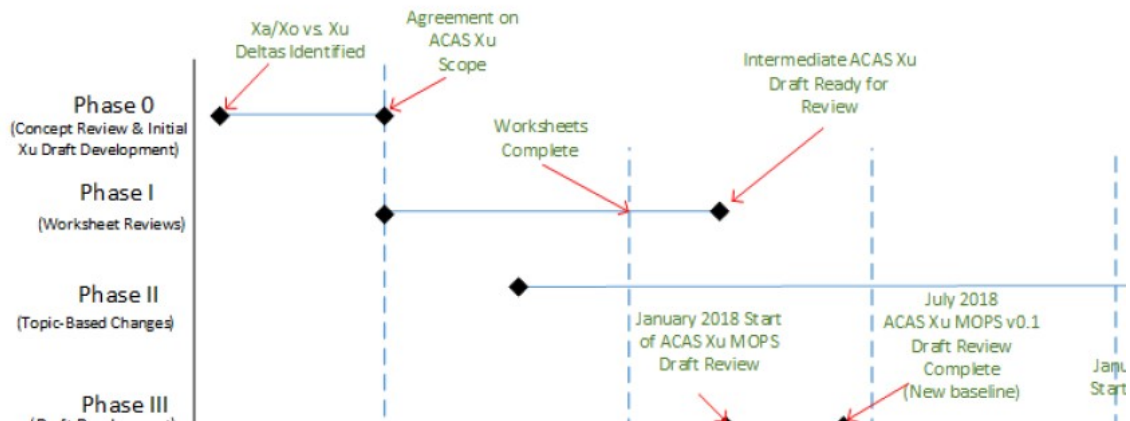 Xa/Xo vs. Xu
Deltas Identified
Agreement on
ACAS Xu
Scope
Intermediate ACAS Xu
Draft Ready for
Review
Phase 0
(Concept Review & Initial
Xu Draft Development)
Worksheets
Complete
Phase I
(Worksheet Reviews)
Phase II
(Topic-Based Changes)
January 2018 Start
of ACAS Xu MOPS
Draft Review
July 2018
ACAS Xu MOPS v0.1
Draft Review
Complete
(New baseline)
Start
Phase III